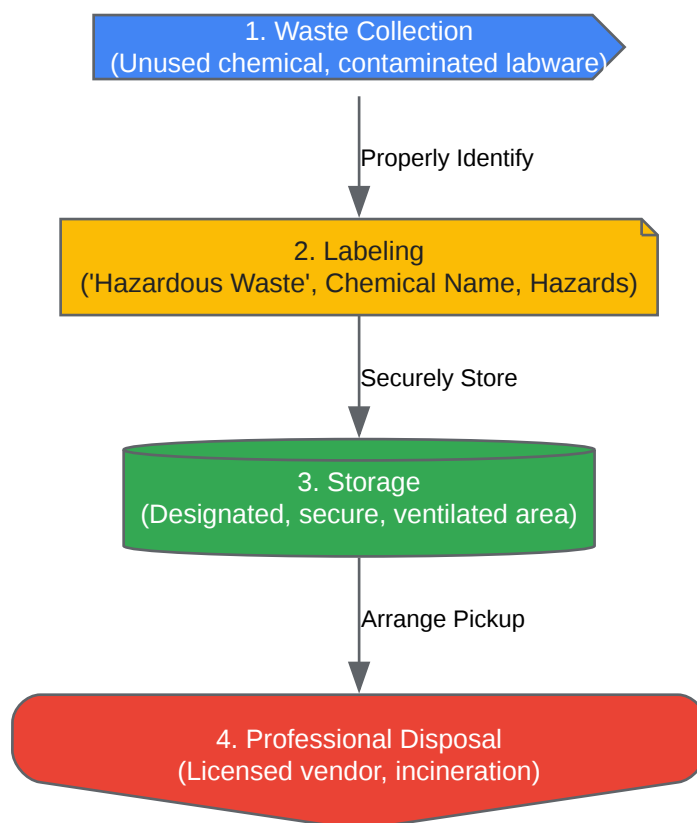 1. Waste Collection
(Unused chemical, contaminated labware)
Properly Identify
2. Labeling
('Hazardous Waste', Chemical Name, Hazards)
Securely Store
3. Storage
(Designated, secure, ventilated area)
Arrange Pickup
4. Professional Disposal
(Licensed vendor, incineration)